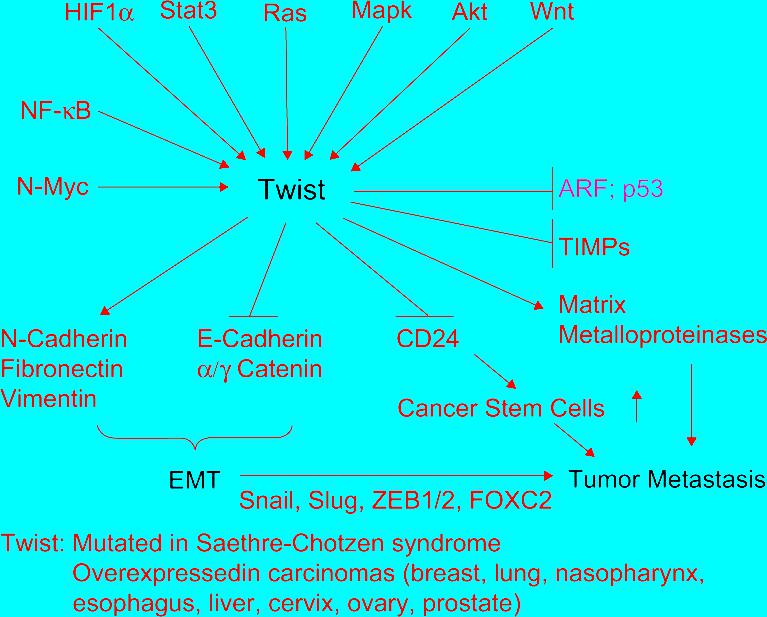 HIF1α Stat3 Ras Mapk Akt Wnt
NF-κB
N-Myc
Twist
ARF; p53
TIMPs
Matrix
Metalloproteinases
N-Cadherin
Fibronectin
Vimentin
E-Cadherin
α/γ Catenin
CD24
Cancer Stem Cells
EMT
Snail, Slug, ZEB1/2, FOXC2
Tumor Metastasis
Twist: Mutated in Saethre-Chotzen syndrome
Overexpressedin carcinomas (breast, lung, nasopharynx,
esophagus, liver, cervix, ovary, prostate)